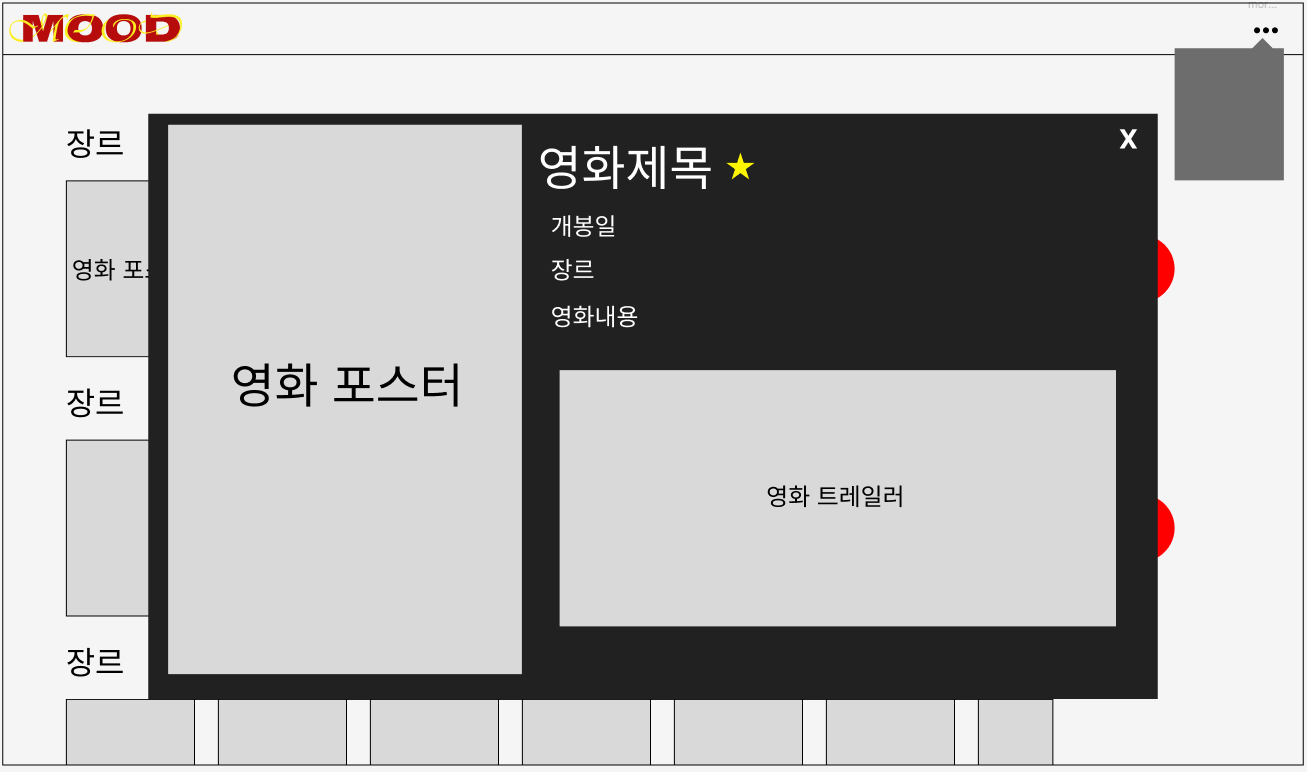 MOOD
mor...
장르
X
영화제목
개봉일
장르
영화내용
영화 포
영화 포스터
장르
영화 트레일러
장르